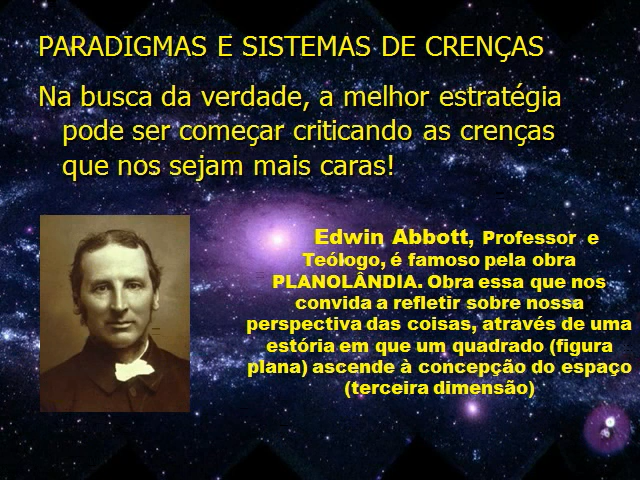 PARADIGMAS E SISTEMAS DE CRENÇAS
Na busca da verdade, a melhor estratégia
pode ser começar criticando as crenças
que nos sejam mais caras!
Edwin Abbott, Professor e
Teólogo, é famoso pela obra
PLANOLÂNDIA. Obra essa que nos
convida a refletir sobre nossa
perspectiva das coisas, através de uma
estória em que um quadrado (figura
plana) ascende à concepção do espaço
(terceira dimensão)